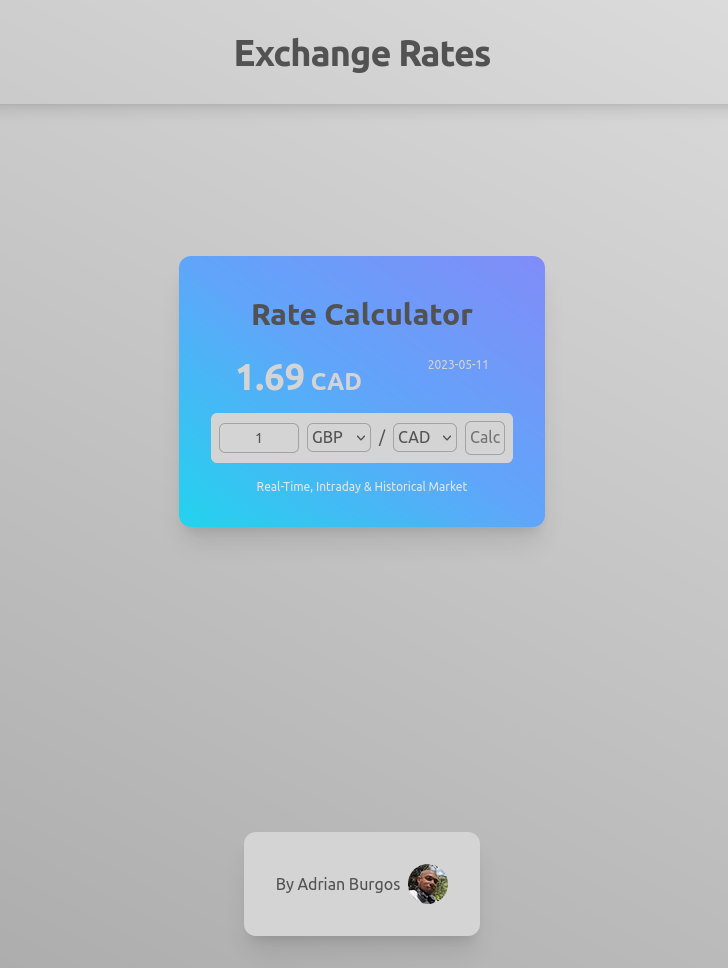 Exchange Rates
Rate Calculator
1.69 CAD
2023-05-11
1 GBP / CAD Calc
Real-Time, Intraday & Historical Market
By Adrian Burgos